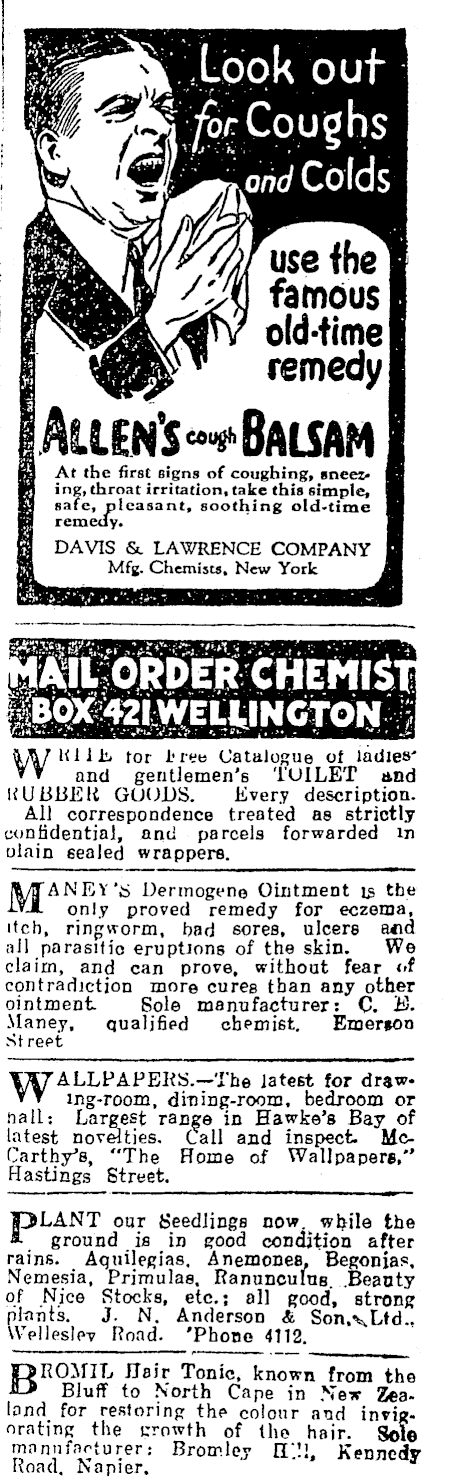 Look out
for Coughs
and Colds
use the
famous
old-time
remedy
ALLEN'S cough BALSAM
At the first signs of coughing, sneez-
ing, throat irritation, take this simple,
safe, pleasant, soothing old-time
remedy.
DAVIS & LAWRENCE COMPANY
Mfg. Chemists, New York
MAIL ORDER CHEMIST
BOX 421 WELLINGTON
WRITE for Free Catalogue of ladies'
and gentlemen's TOILET and
RUBBER GOODS. Every description.
All correspondence treated as strictly
confidential, and parcels forwarded in
plain sealed wrappers.
MANEY'S Dermogene Ointment is the
only proved remedy for eczema,
itch, ringworm, bad sores, ulcers and
all parasitic eruptions of the skin. We
claim, and can prove, without fear of
contradiction more cures than any other
ointment. Sole manufacturer: C. E.
Maney, qualified chemist. Emerson
Street
WALLPAPERS.—The latest for draw-
ing-room, dining-room, bedroom or
hall: Largest range in Hawke's Bay of
latest novelties. Call and inspect. Mc-
Carthy's, "The Home of Wallpapers,"
Hastings Street.
PLANT our Seedlings now, while the
ground is in good condition after
rains. Aquilegias, Anemones, Begonias,
Nemesia, Primulas, Ranunculus, Beauty
of Nice Stocks, etc.; all good, strong
plants. J. N. Anderson & Son, Ltd.,
Wellesley Road. 'Phone 4112.
BROMIL Hair Tonic, known from the
Bluff to North Cape in New Zea-
land for restoring the colour and invig-
orating the growth of the hair. Sole
manufacturer: Bromley Hill, Kennedy
Road, Napier.